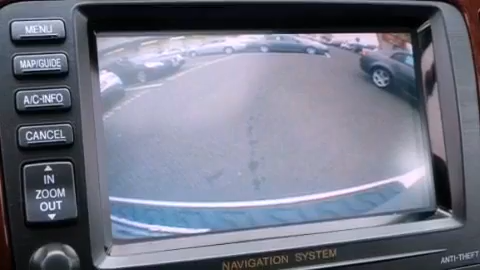 MENU
MAP/GUIDE
A/C-INFO
CANCEL
IN
ZOOM
OUT
NAVIGATION SYSTEM
ANTI-THEFT